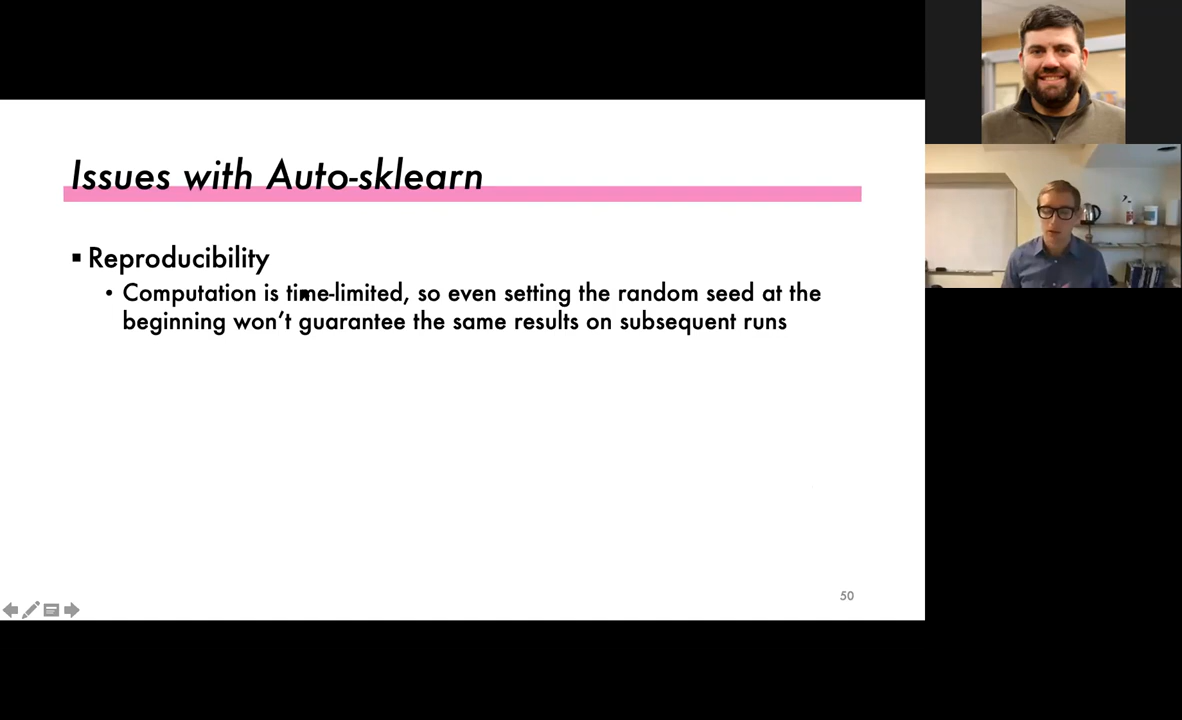 Issues with Auto-sklearn
▪ Reproducibility
• Computation is time-limited, so even setting the random seed at the
beginning won't guarantee the same results on subsequent runs
50